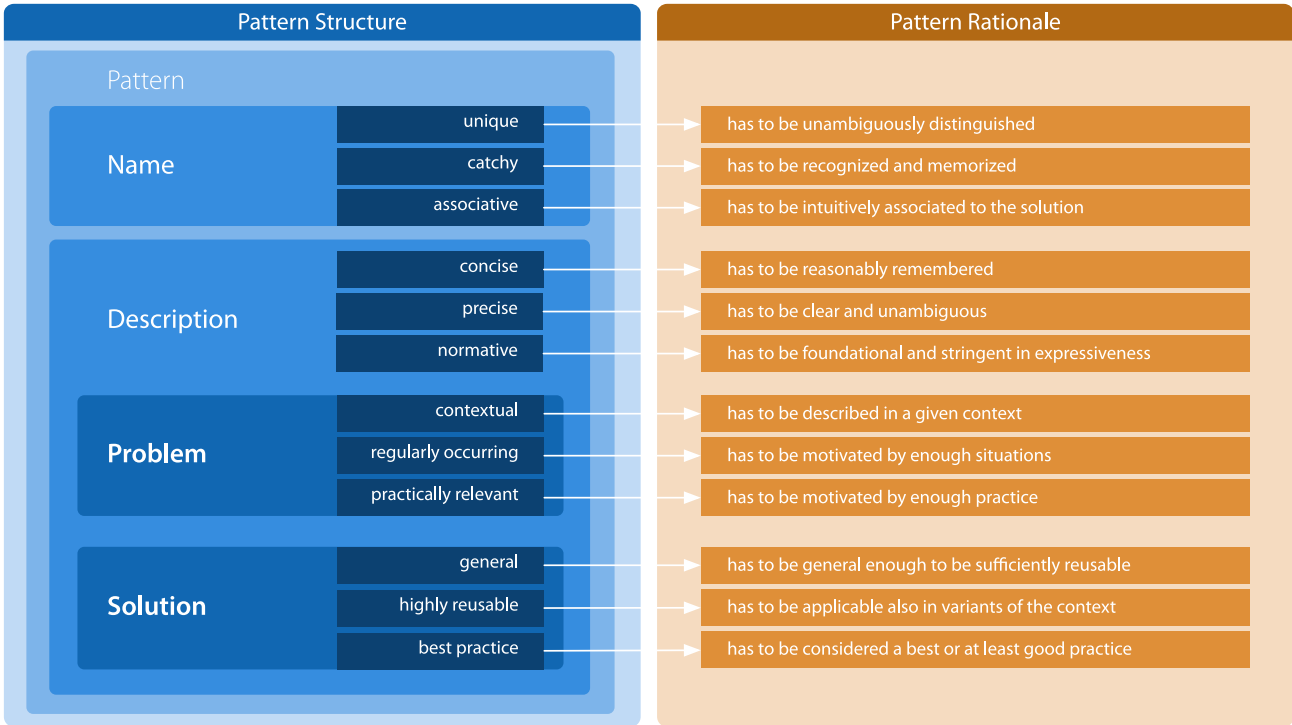 Pattern Structure
Pattern Rationale
Pattern
Name
unique
has to be unambiguously distinguished
catchy
has to be recognized and memorized
associative
has to be intuitively associated to the solution
Description
concise
has to be reasonably remembered
precise
has to be clear and unambiguous
normative
has to be foundational and stringent in expressiveness
Problem
contextual
has to be described in a given context
regularly occurring
has to be motivated by enough situations
practically relevant
has to be motivated by enough practice
Solution
general
has to be general enough to be sufficiently reusable
highly reusable
has to be applicable also in variants of the context
best practice
has to be considered a best or at least good practice